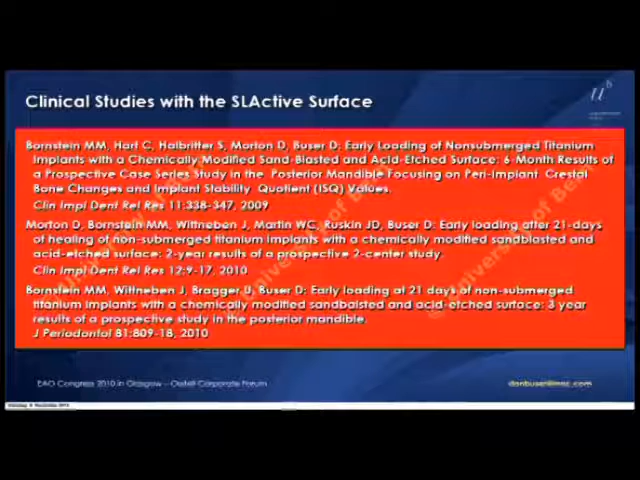 Clinical Studies with the SLActive Surface
u b
Bornstein MM, Hart C, Halbritter S, Morton D, Buser D: Early Loading of Nonsubmerged Titanium
Implants with a Chemically Modified Sand-Blasted and Acid-Etched Surface: 6-Month Results of
a Prospective Case Series Study in the Posterior Mandible Focusing on Peri-Implant Crestal
Bone Changes and Implant Stability Quotient (ISQ) Values.
Clin Impl Dent Rel Res 11:338-347, 2009
Morton D, Bornstein MM, Wittneben J, Martin WC, Ruskin JD, Buser D: Early loading after 21-days
of healing of non-submerged titanium implants with a chemically modified sandblasted and
acid-etched surface: 2-year results of a prospective 2-center study.
Clin Impl Dent Rel Res 12:9-17, 2010
Bornstein MM, Wittneben J, Bragger U, Buser D: Early loading at 21 days of non-submerged
titanium implants with a chemically modified sandbalsted and acid-etched surface: 3 year
results of a prospective study in the posterior mandible.
J Periodontol 81:809-18, 2010
EAO Congress 2010 in Glasgow – Ostell Corporate Forum